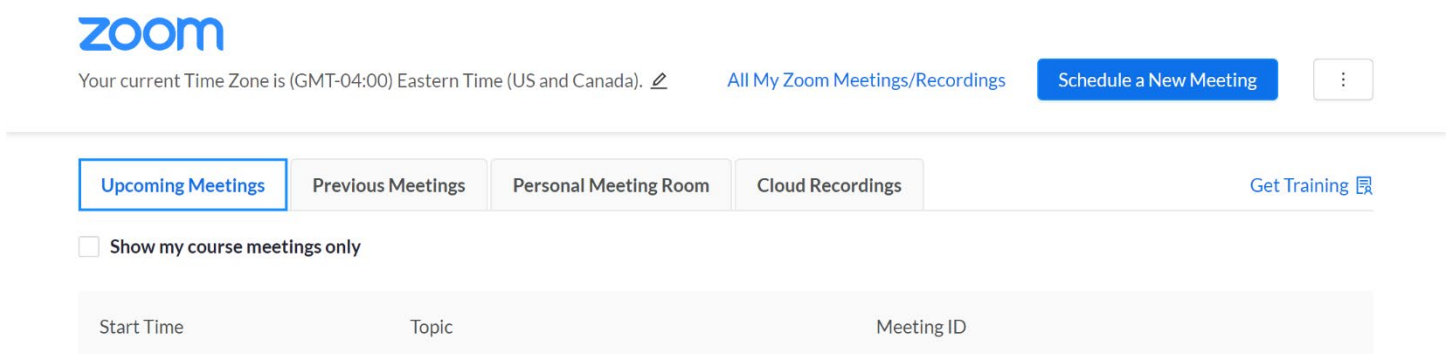 zoom
Your current Time Zone is (GMT-04:00) Eastern Time (US and Canada). All My Zoom Meetings/Recordings Schedule a New Meeting
Upcoming Meetings Previous Meetings Personal Meeting Room Cloud Recordings Get Training
Show my course meetings only
Start Time Topic Meeting ID